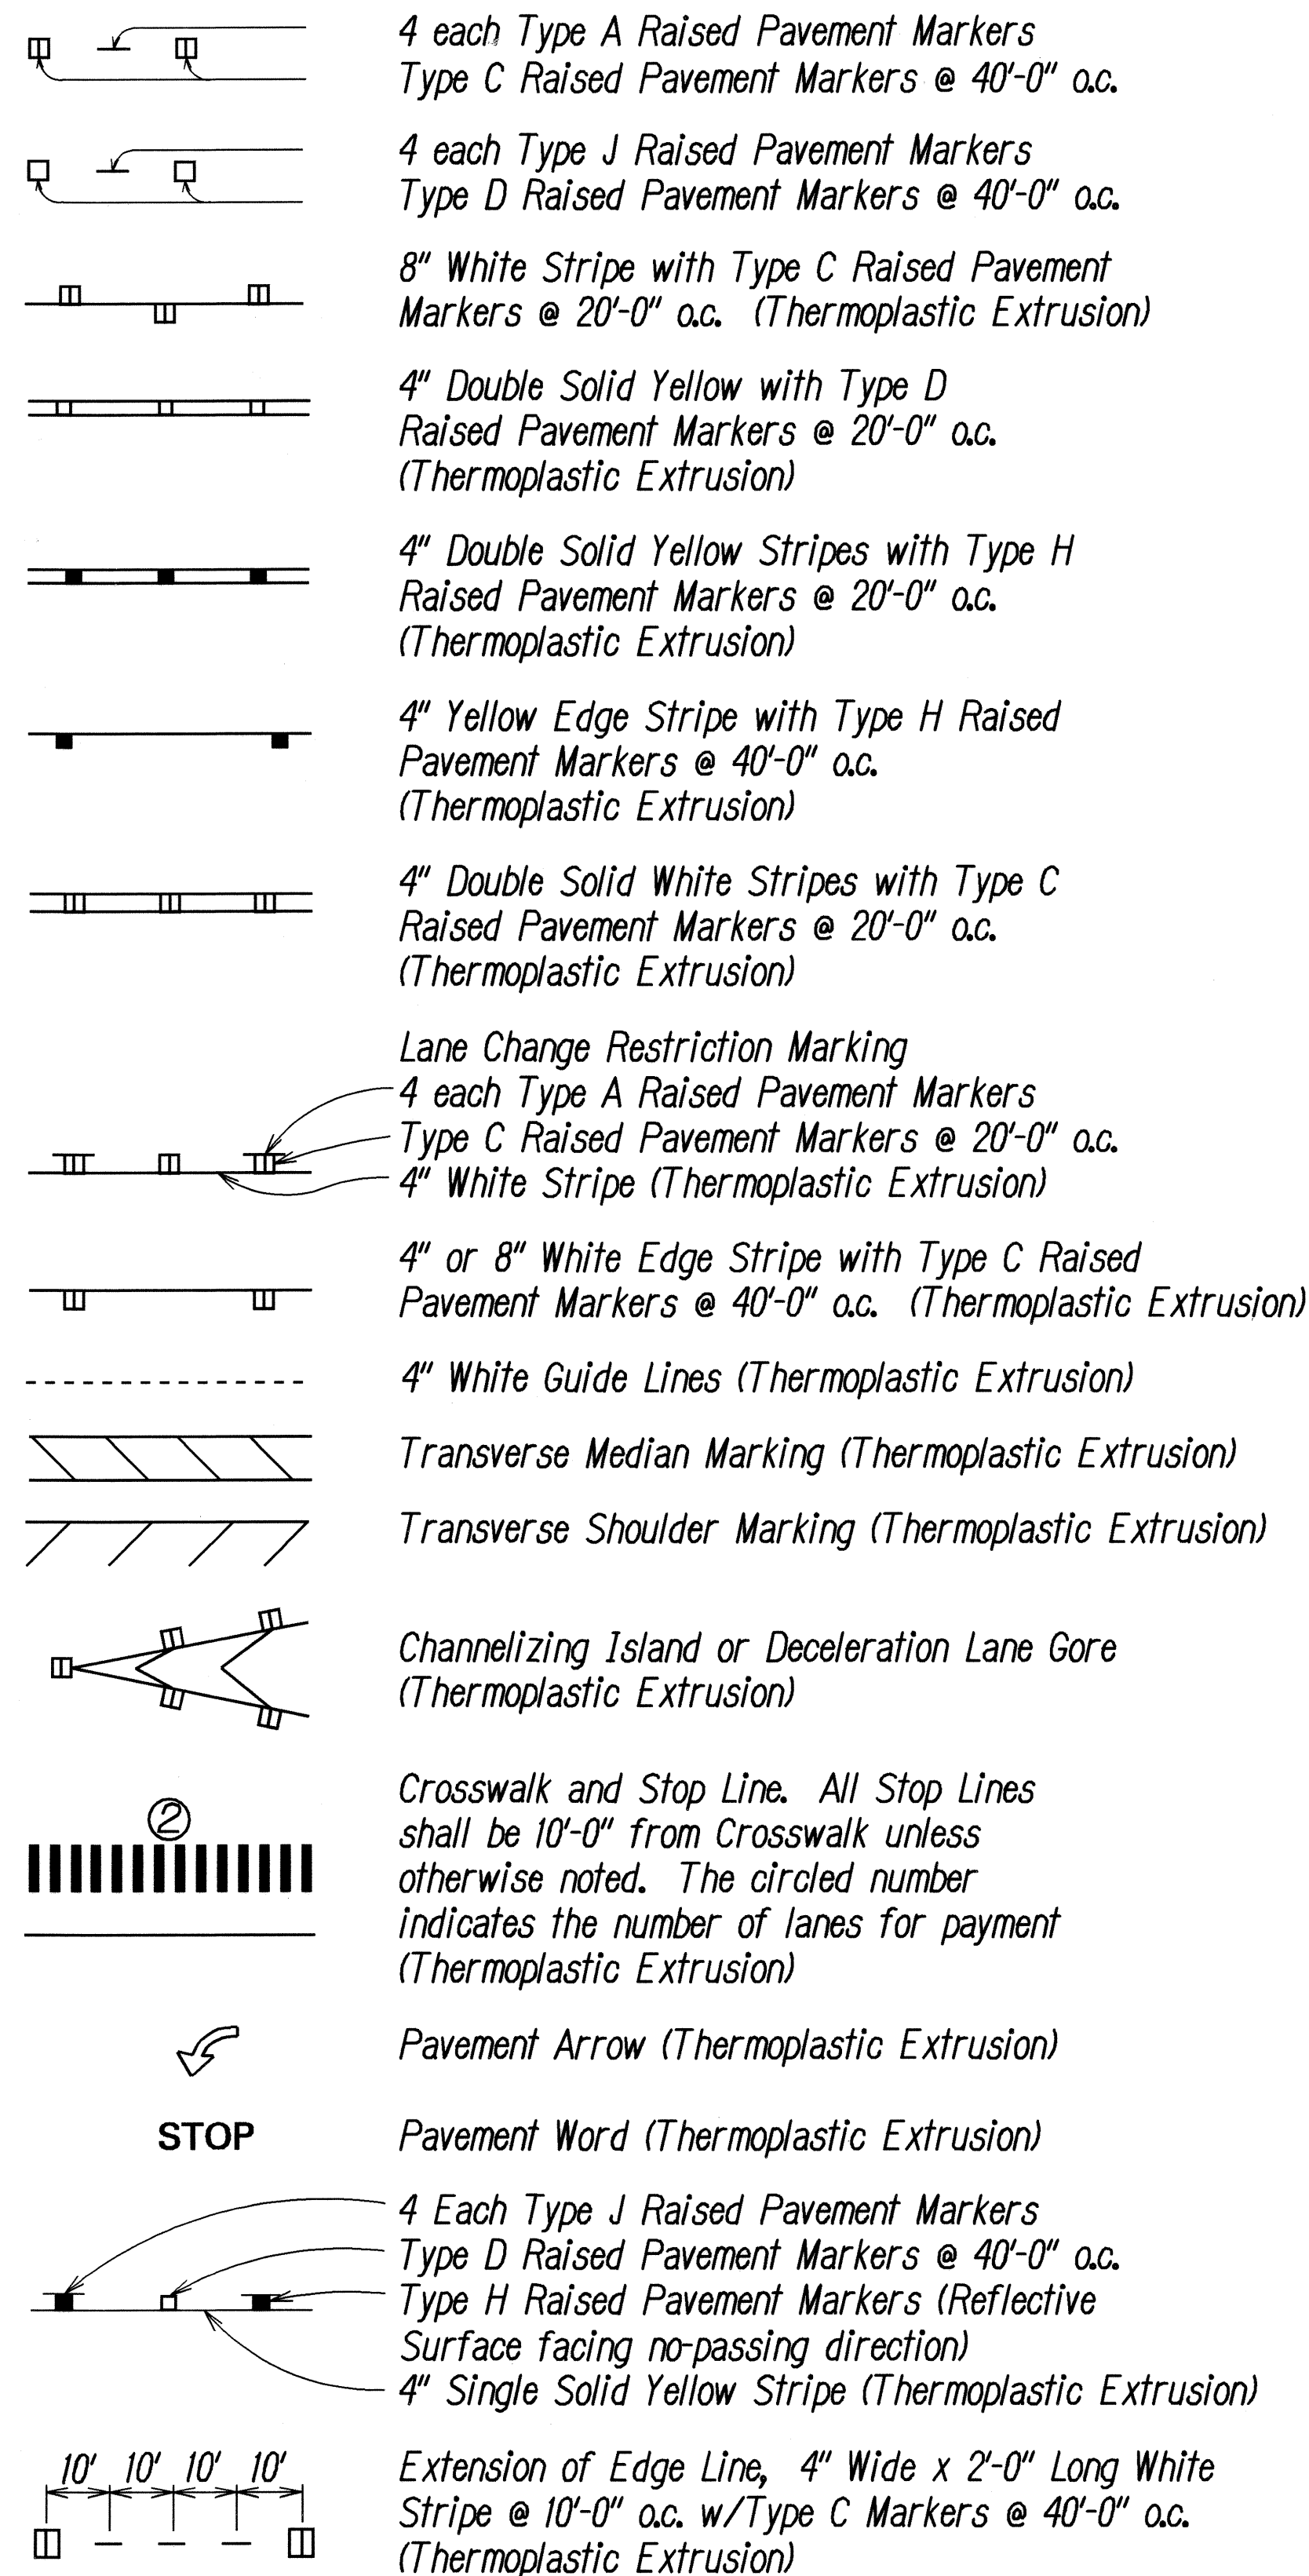 4 each Type A Raised Pavement Markers
Type C Raised Pavement Markers @ 40'-0" o.c.
4 each Type J Raised Pavement Markers
Type D Raised Pavement Markers @ 40'-0" o.c.
8" White Stripe with Type C Raised Pavement
Markers @ 20'-0" o.c. (Thermoplastic Extrusion)
4" Double Solid Yellow with Type D
Raised Pavement Markers @ 20'-0" o.c.
(Thermoplastic Extrusion)
4" Double Solid Yellow Stripes with Type H
Raised Pavement Markers @ 20'-0" o.c.
(Thermoplastic Extrusion)
4" Yellow Edge Stripe with Type H Raised
Pavement Markers @ 40'-0" o.c.
(Thermoplastic Extrusion)
4" Double Solid White Stripes with Type C
Raised Pavement Markers @ 20'-0" o.c.
(Thermoplastic Extrusion)
Lane Change Restriction Marking
4 each Type A Raised Pavement Markers
Type C Raised Pavement Markers @ 20'-0" o.c.
4" White Stripe (Thermoplastic Extrusion)
4" or 8" White Edge Stripe with Type C Raised
Pavement Markers @ 40'-0" o.c. (Thermoplastic Extrusion)
4" White Guide Lines (Thermoplastic Extrusion)
Transverse Median Marking (Thermoplastic Extrusion)
Transverse Shoulder Marking (Thermoplastic Extrusion)
Channelizing Island or Deceleration Lane Gore
(Thermoplastic Extrusion)
2
Crosswalk and Stop Line. All Stop Lines
shall be 10'-0" from Crosswalk unless
otherwise noted. The circled number
indicates the number of lanes for payment
(Thermoplastic Extrusion)
Pavement Arrow (Thermoplastic Extrusion)
STOP Pavement Word (Thermoplastic Extrusion)
4 Each Type J Raised Pavement Markers
Type D Raised Pavement Markers @ 40'-0" o.c.
Type H Raised Pavement Markers (Reflective
Surface facing no-passing direction)
4" Single Solid Yellow Stripe (Thermoplastic Extrusion)
10' 10' 10' 10'
Extension of Edge Line, 4" Wide x 2'-0" Long White
Stripe @ 10'-0" o.c. w/Type C Markers @ 40'-0" o.c.
(Thermoplastic Extrusion)